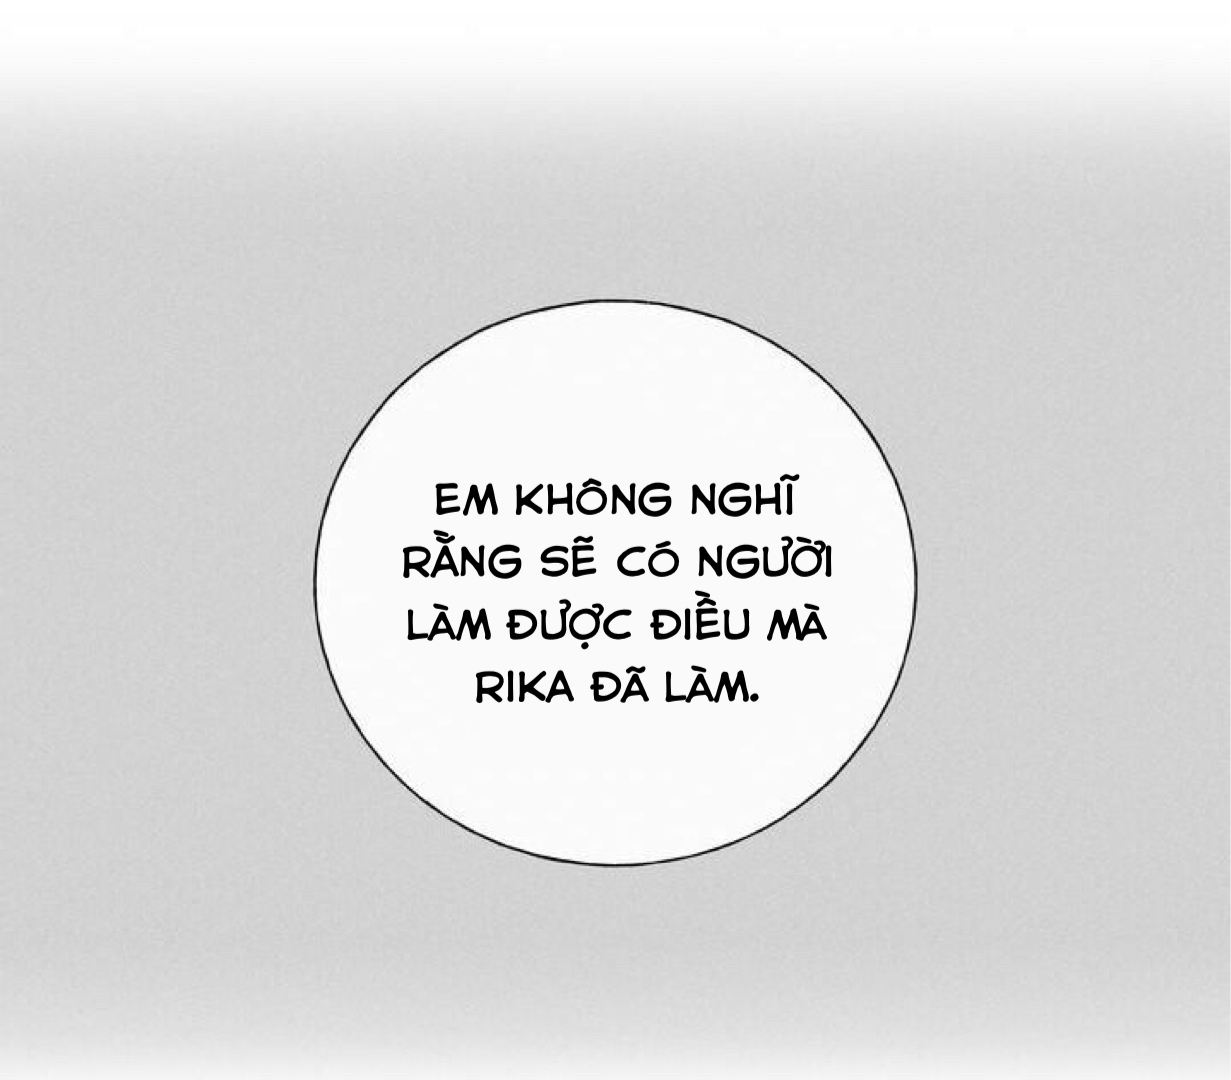 EM KHÔNG NGHĨ
RẰNG SẼ CÓ NGƯỜI
LÀM ĐƯỢC ĐIỀU MÀ
RIKA ĐÃ LÀM.